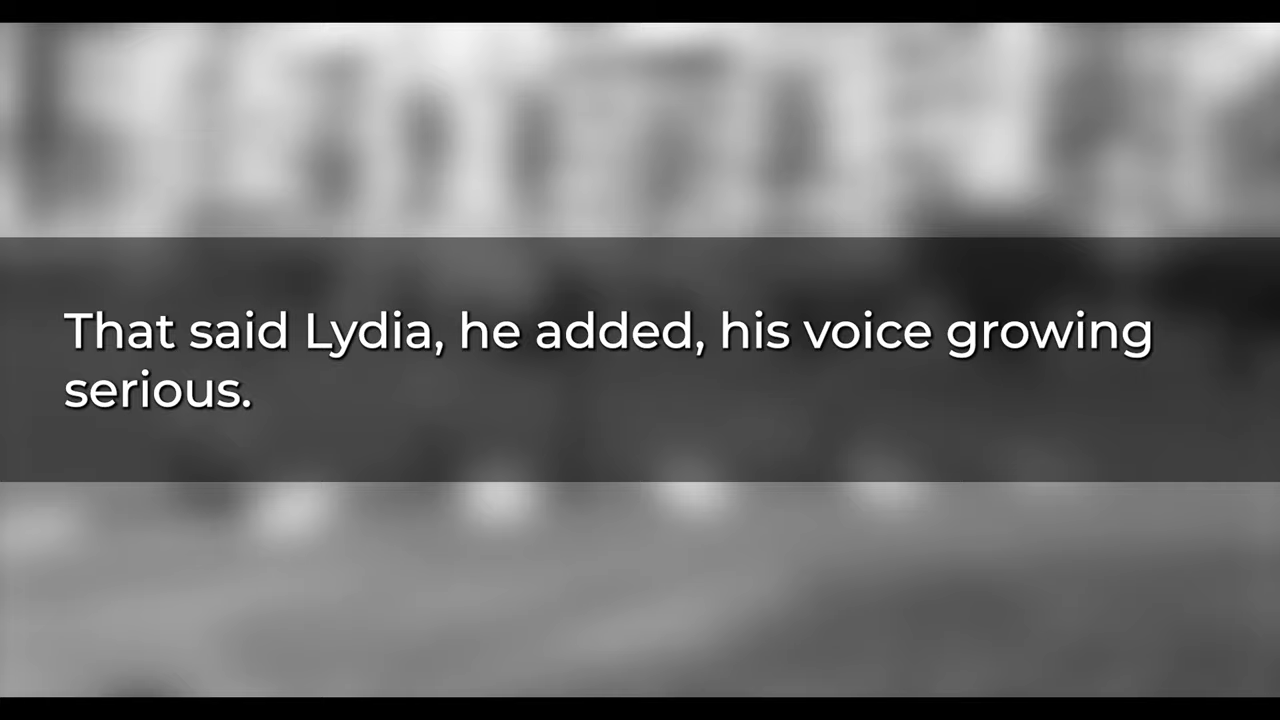 That said Lydia, he added, his voice growing
serious.